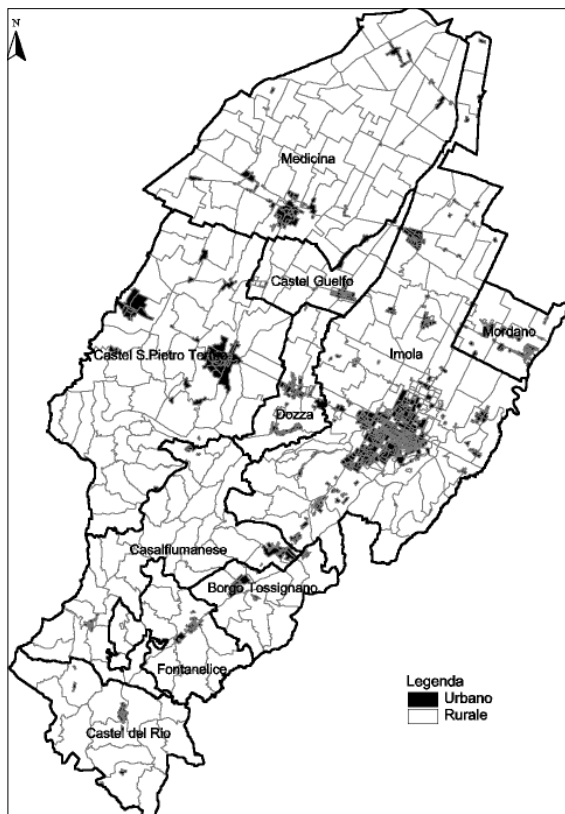 N
Medicina
Castel Guelfo
Mordano
Castel S.Pietro Terme
Imola
Dozza
Casalfiumanese
Borgo Tossignano
Fontanelice
Legenda
Urbano
Rurale
Castel del Rio